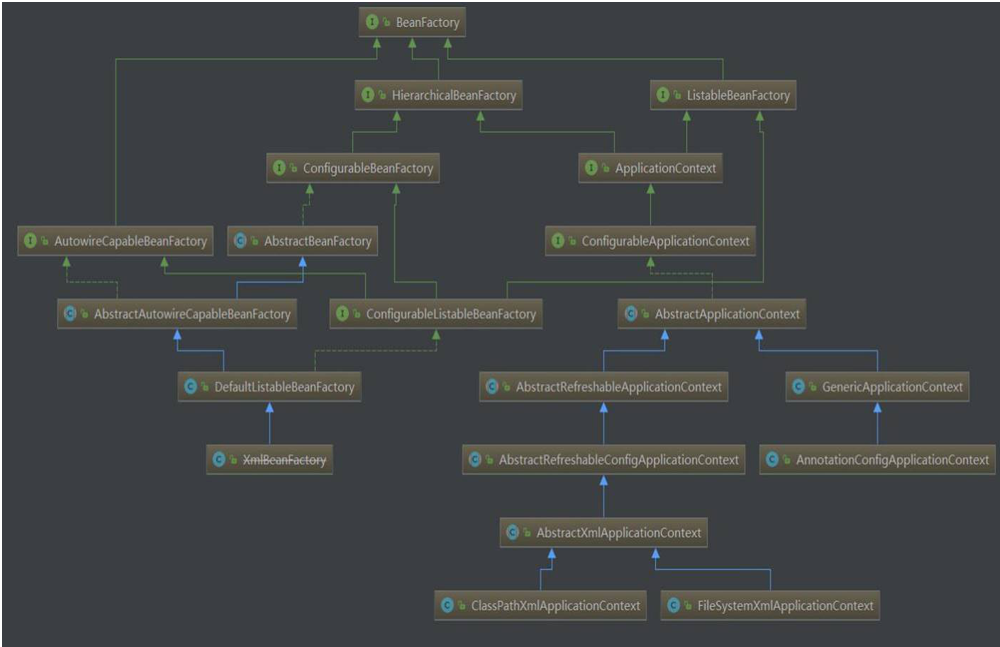 BeanFactory
HierarchicalBeanFactory
ListableBeanFactory
ConfigurableBeanFactory
ApplicationContext
AutowireCapableBeanFactory
AbstractBeanFactory
ConfigurableApplicationContext
AbstractAutowireCapableBeanFactory
ConfigurableListableBeanFactory
AbstractApplicationContext
DefaultListableBeanFactory
AbstractRefreshableApplicationContext
GenericApplicationContext
XmlBeanFactory
AbstractRefreshableConfigApplicationContext
AnnotationConfigApplicationContext
AbstractXmlApplicationContext
ClassPathXmlApplicationContext
FileSystemXmlApplicationContext